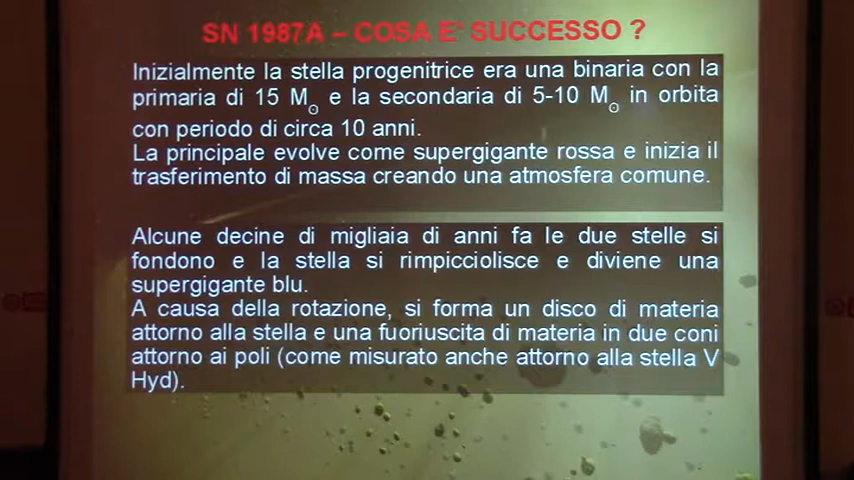 SN 1987A – COSA E' SUCCESSO ?
Inizialmente la stella progenitrice era una binaria con la
primaria di 15 M⊙ e la secondaria di 5-10 M⊙ in orbita
con periodo di circa 10 anni.
La principale evolve come supergigante rossa e inizia il
trasferimento di massa creando una atmosfera comune.
Alcune decine di migliaia di anni fa le due stelle si
fondono e la stella si rimpicciolisce e diviene una
supergigante blu.
A causa della rotazione, si forma un disco di materia
attorno alla stella e una fuoriuscita di materia in due coni
attorno ai poli (come misurato anche attorno alla stella V
Hyd).